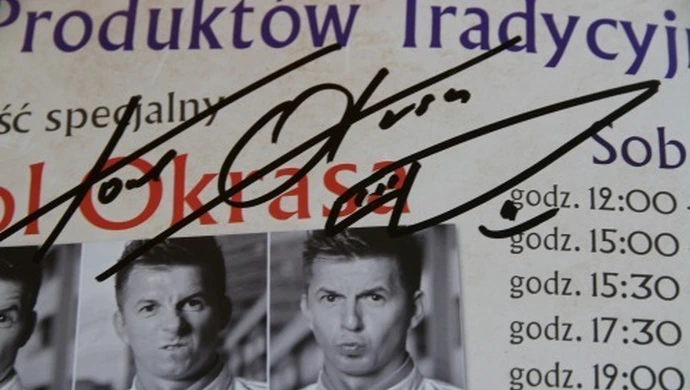 Produktów Tradycyj
ść specjalny
ol Okrasa
Sob
godz. 12:00 -
godz. 15:00
godz. 15:30
godz. 17:30
godz. 19:00